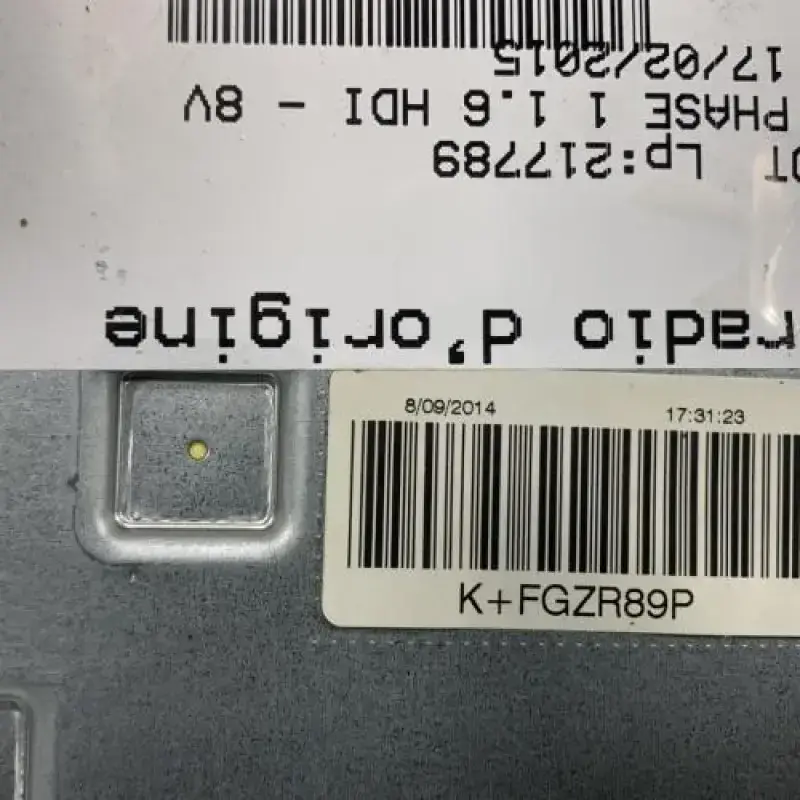 radio d'origine
Lp:217789
PHASE 1 1.6 HDI - 8V
17/02/2015
8/09/2014 17:31:23
K+FGZR89P